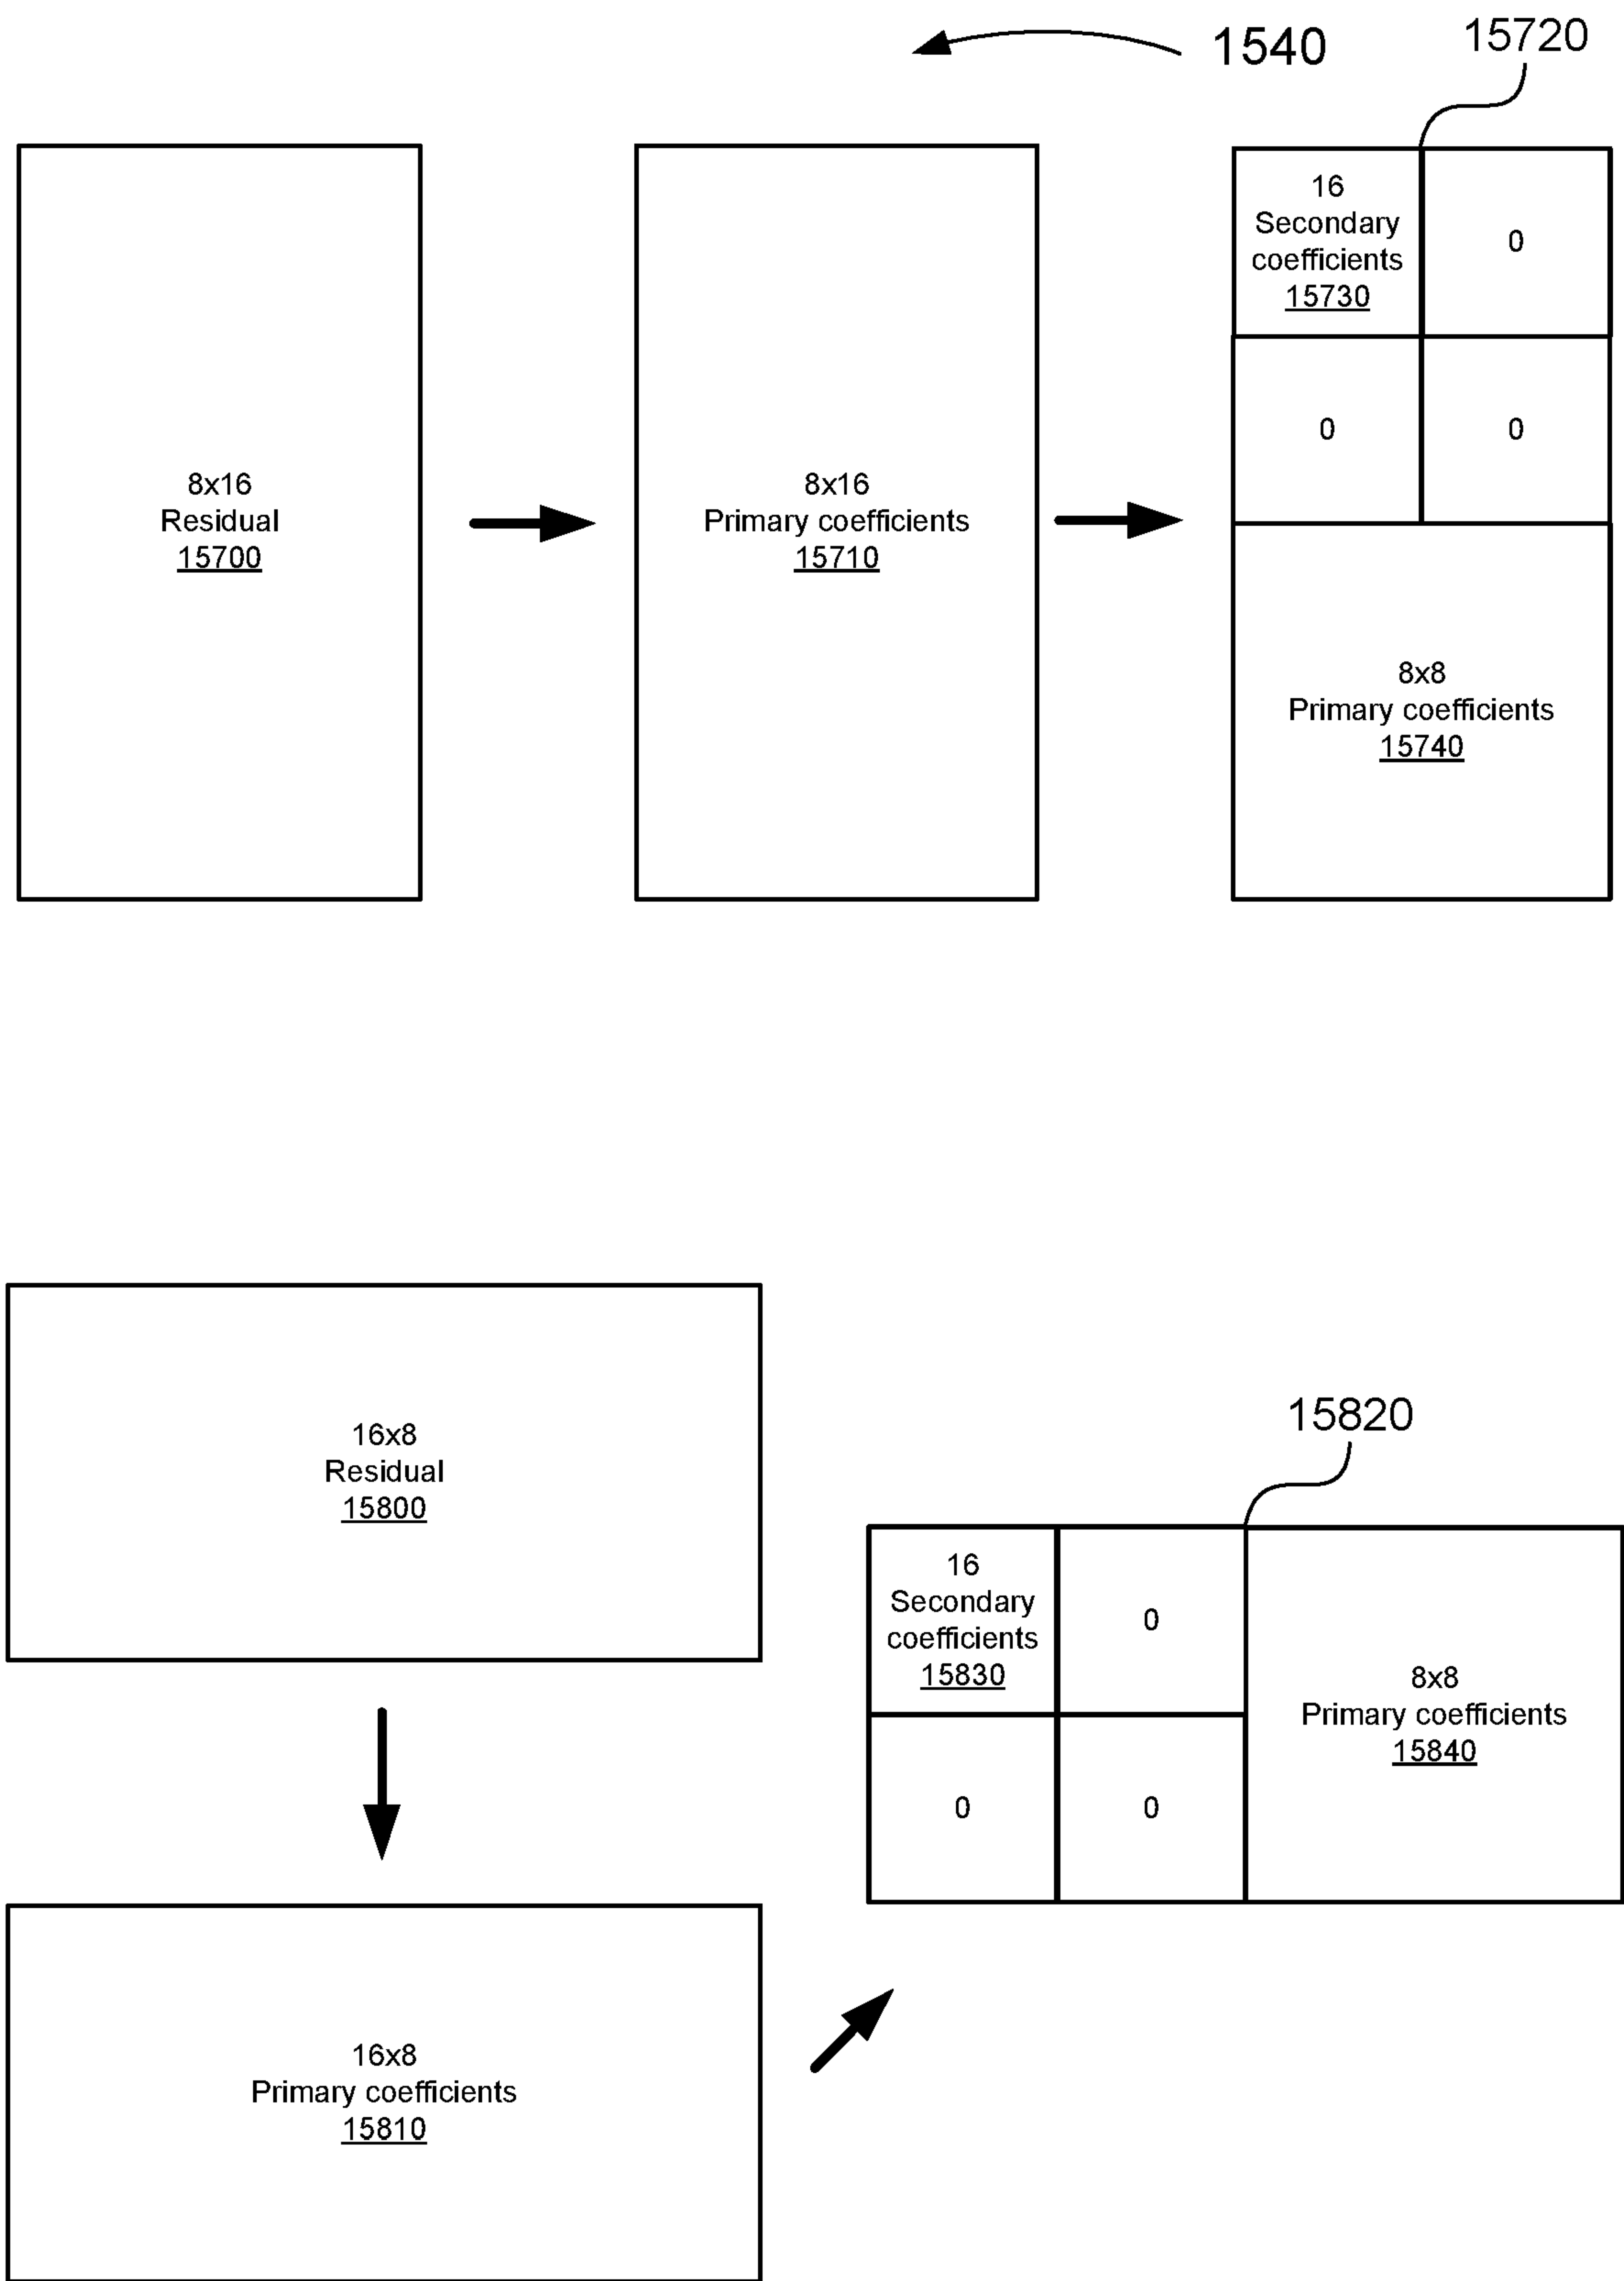 1540
15720
8x16
Residual
15700
8x16
Primary coefficients
15710
16
Secondary
coefficients
15730
0
0
0
8x8
Primary coefficients
15740
16x8
Residual
15800
15820
16
Secondary
coefficients
15830
0
0
0
8x8
Primary coefficients
15840
16x8
Primary coefficients
15810